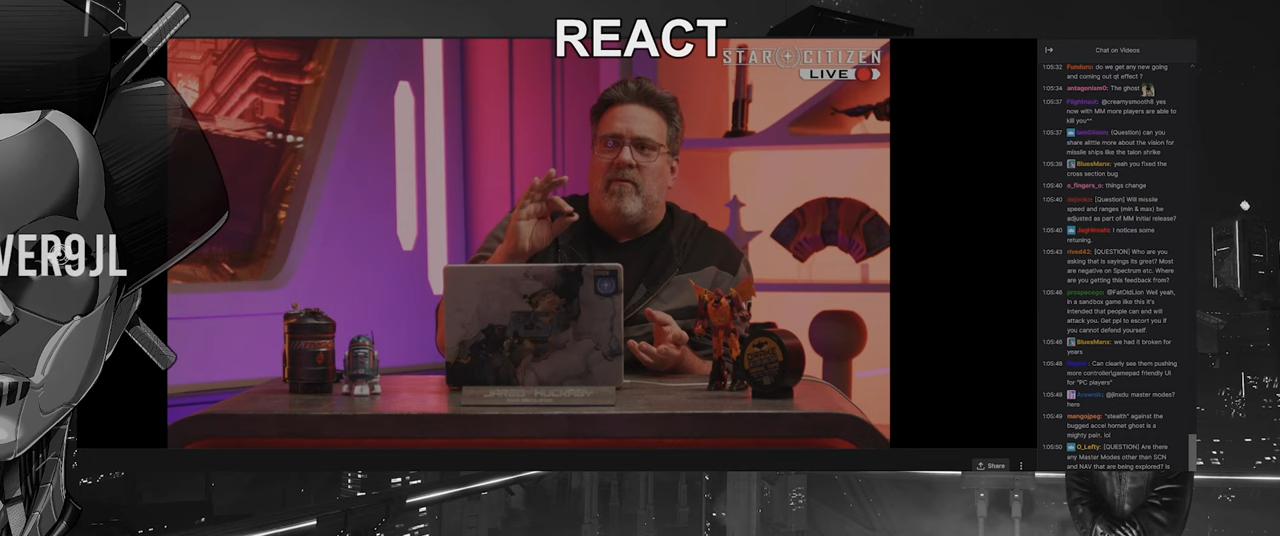 REACT
STAR CITIZEN
LIVE
VER9JL
JARED HUCKABY
Chat on Videos
1:05:32 Funduro: do we get any new going
and coming out qt effect ?
1:05:34 antagonism0: The ghost
1:05:37 Flightnaut: @creamysmooth8 yes
now with MM more players are able to
kill you^^
1:05:37 (Question) can you
share alittle more about the vision for
missile ships like the talon shrike
1:05:39 BluesManx: yeah you fixed the
cross section bug
1:05:40 e_fingers_o: things change
1:05:40 [Question] Will missile
speed and ranges (min & max) be
adjusted as part of MM initial release?
1:05:40 I notices some
retuning.
1:05:43 rived42: [QUESTION] Who are you
asking that is sayings its great? Most
are negative on Spectrum etc. Where
are you getting this feedback from?
1:05:46 @FatOldLion Well yeah,
in a sandbox game like this it's
intended that people can and will
attack you. Get ppl to escort you if
you cannot defend yourself
1:05:46 BluesManx: we had it broken for
years
1:05:48 Can clearly see them pushing
more controller\gamepad friendly UI
for "PC players"
1:05:49 @jinxdu master modes?
here
1:05:49 mangojpeg: "stealth" against the
bugged accel hornet ghost is a
mighty pain. lol
1:05:50 O_Lefty: [QUESTION] Are there
any Master Modes other than SCN
and NAV that are being explored? is
Share